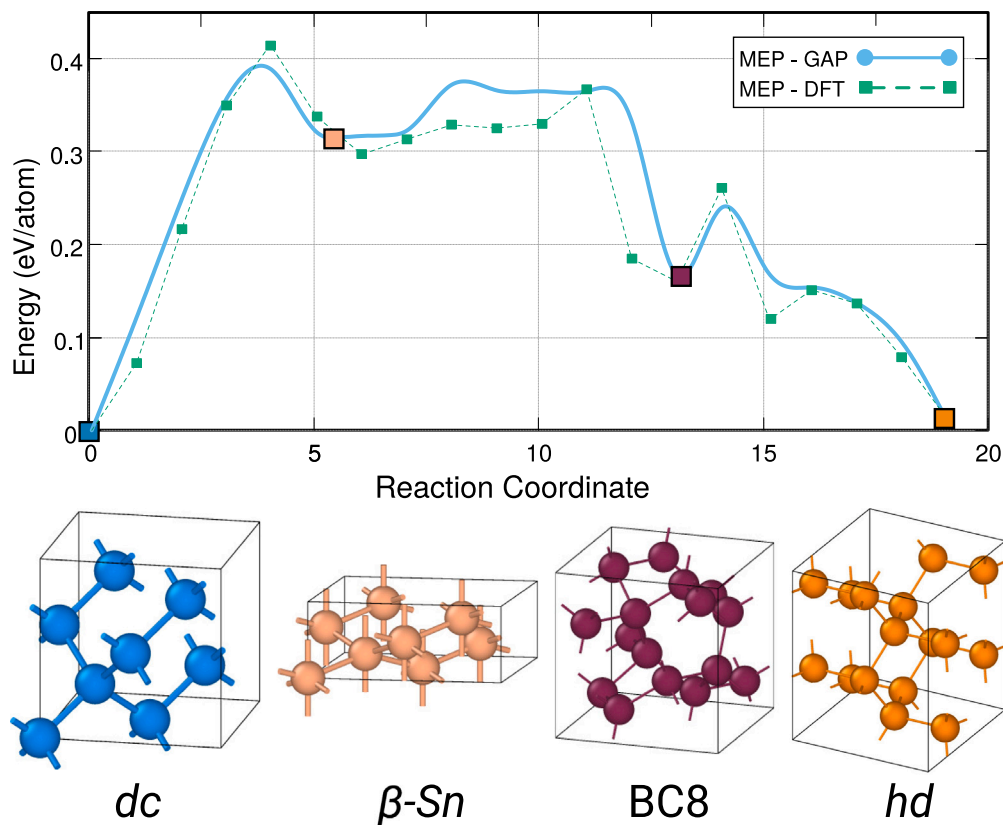 0.4
0.3
0.2
0.1
0
Energy (eV/atom)
MEP - GAP
MEP - DFT
0 5 10 15 20
Reaction Coordinate
dc β-Sn BC8 hd